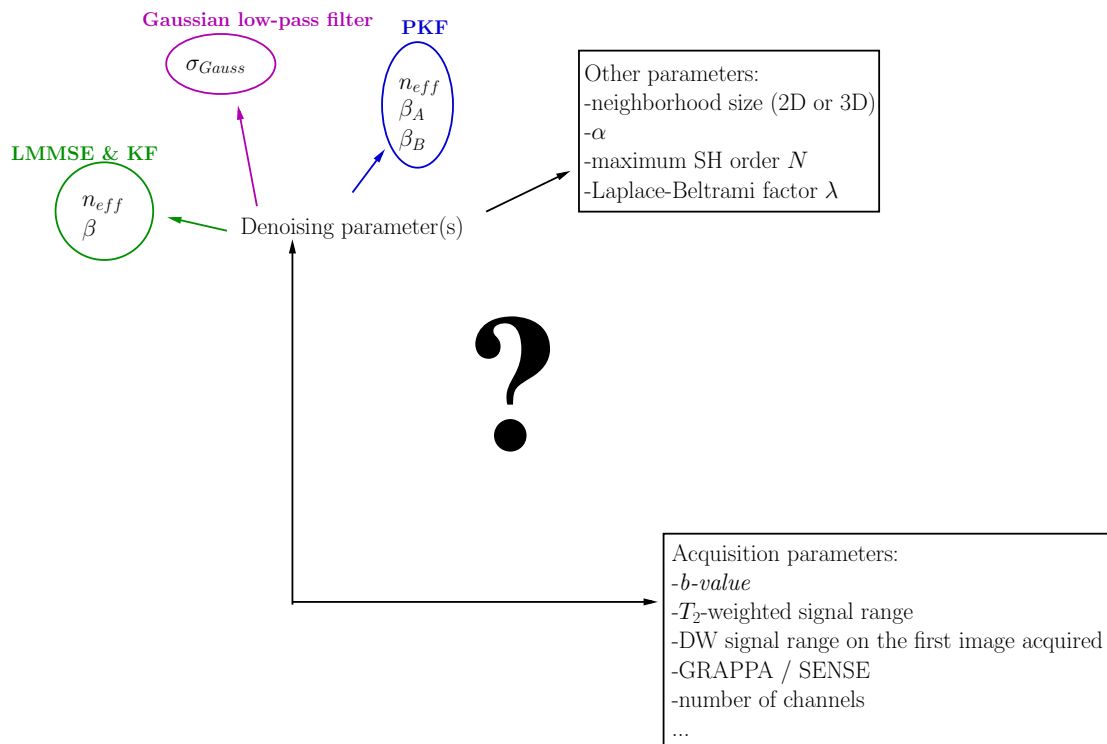 Gaussian low-pass filter
σ_Gauss
PKF
n_eff
β_A
β_B
LMMSE & KF
n_eff
β
Denoising parameter(s)
Other parameters:
-neighborhood size (2D or 3D)
-α
-maximum SH order N
-Laplace-Beltrami factor λ
?
Acquisition parameters:
-b-value
-T₂-weighted signal range
-DW signal range on the first image acquired
-GRAPPA / SENSE
-number of channels
...